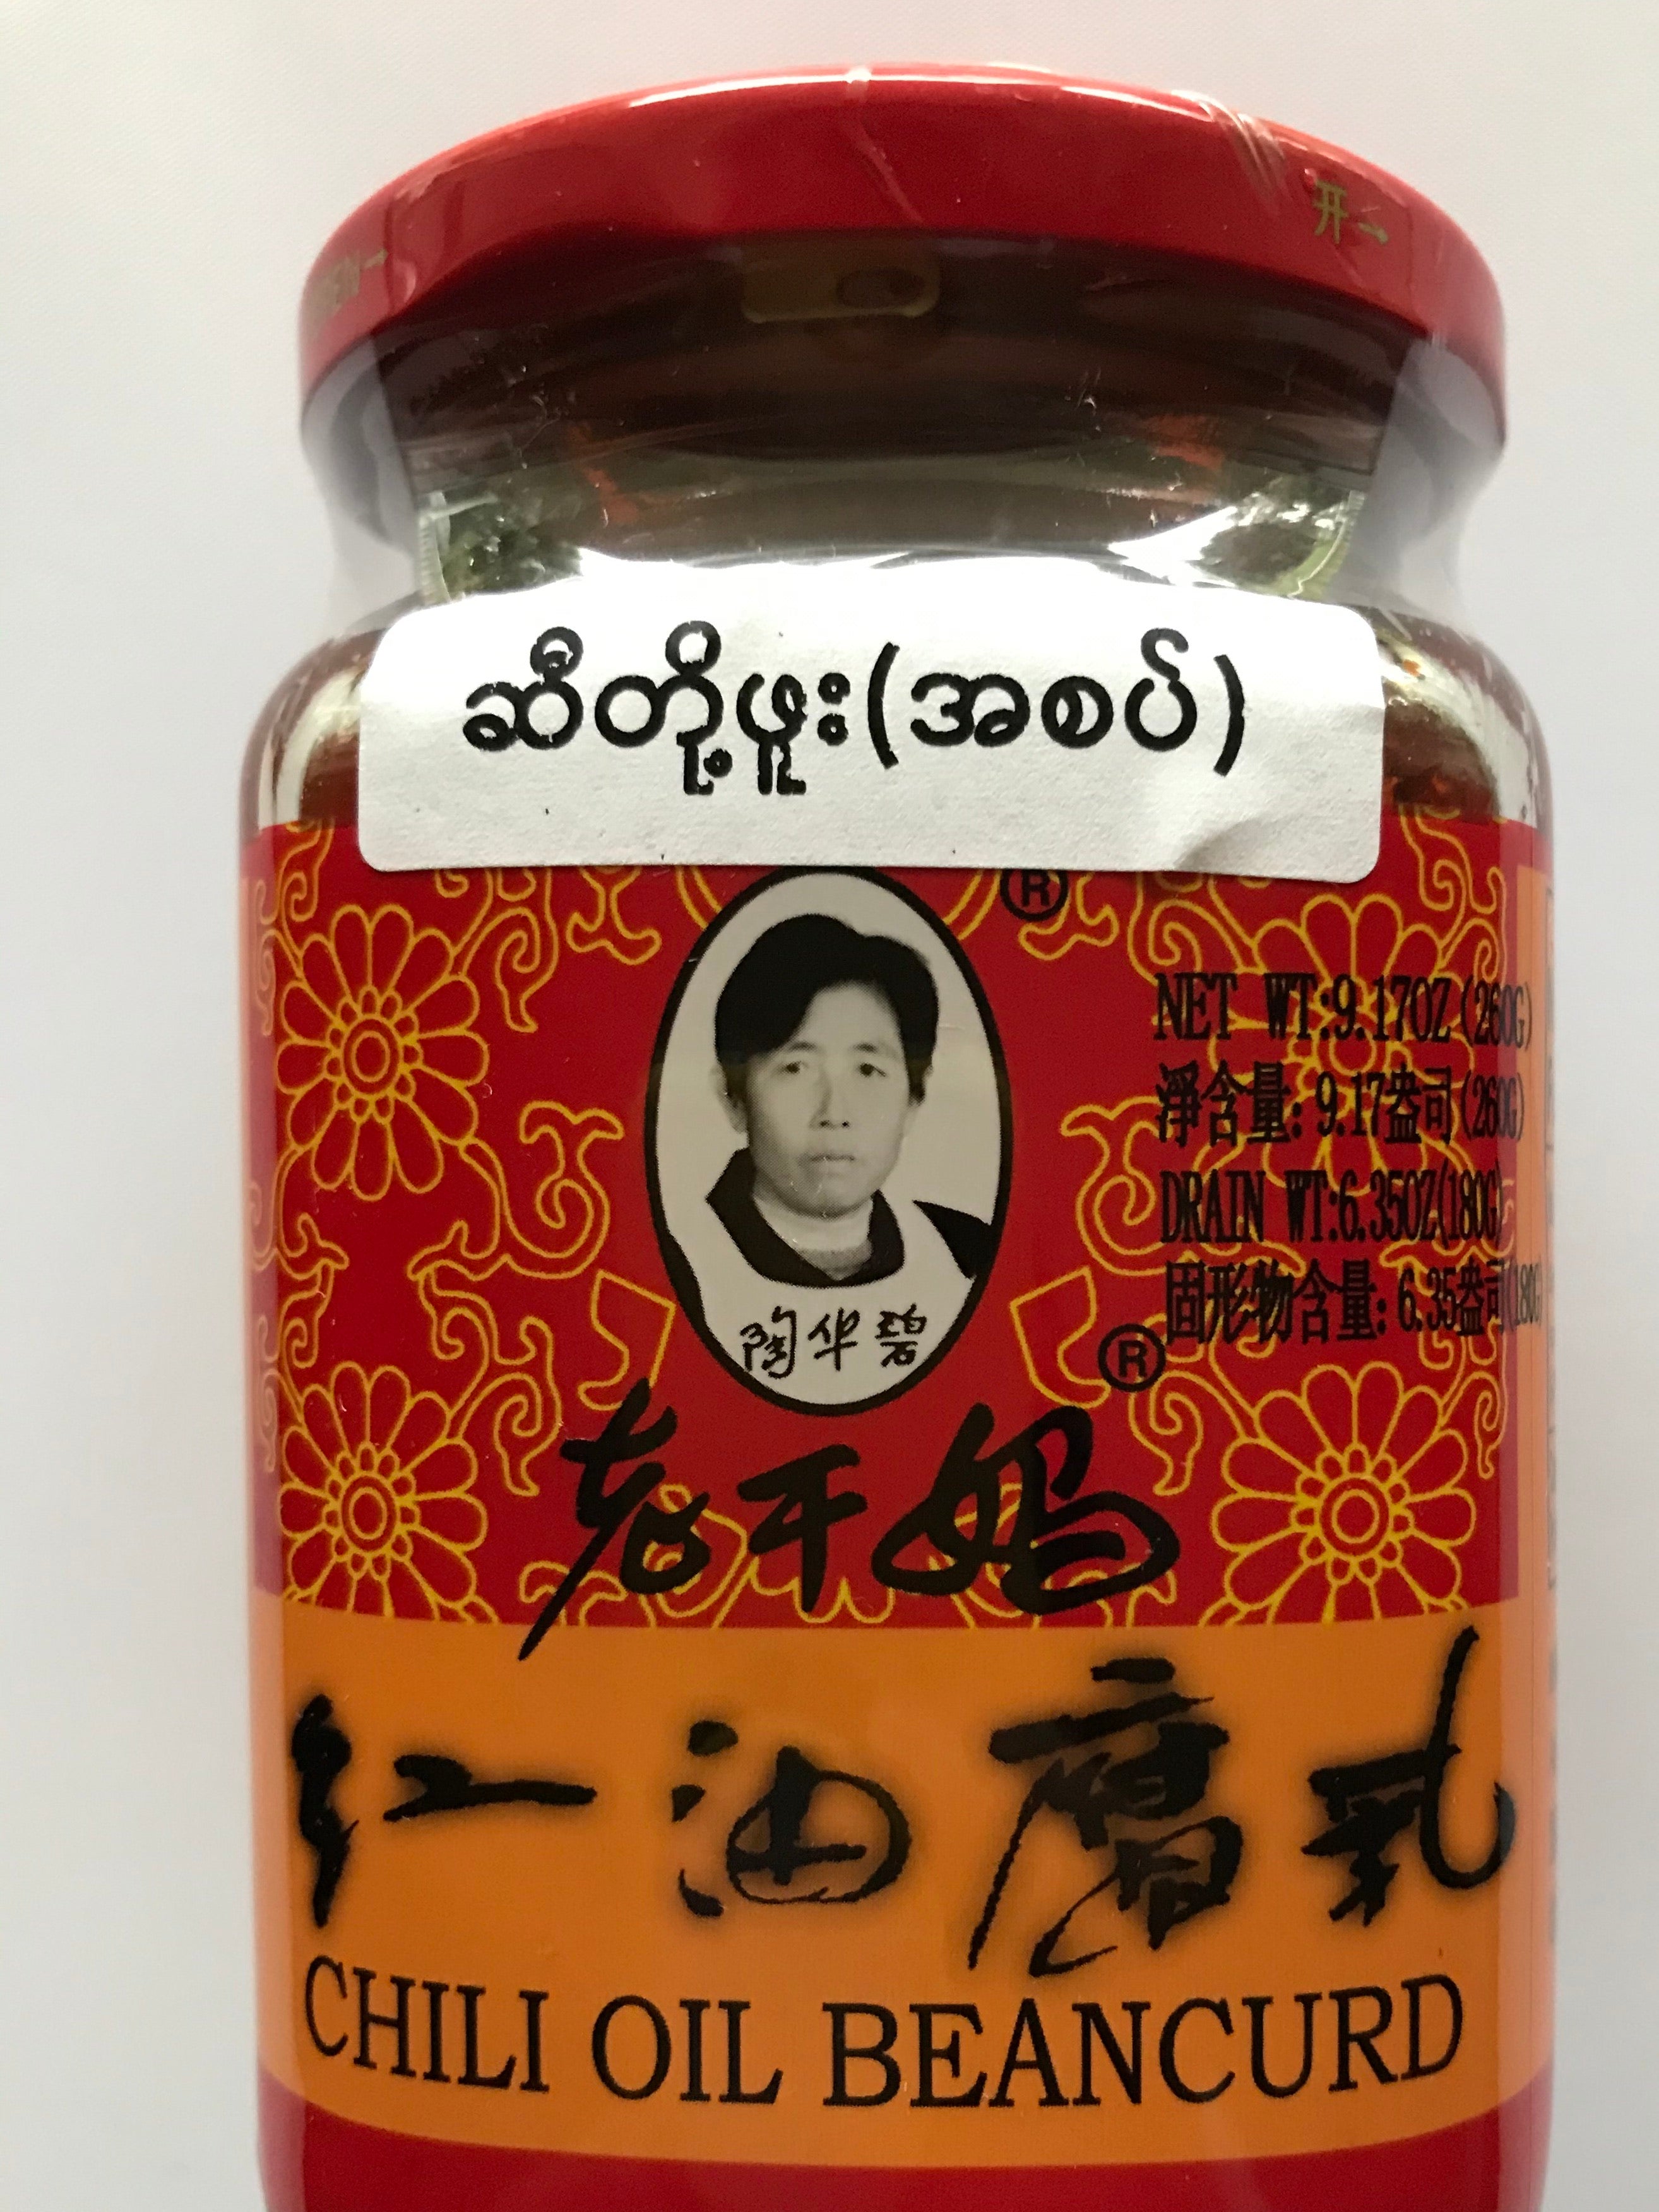 OPEN→
开→
ဆီတို့ဖူး(အစပ်)
®
NET WT:9.17OZ(260G)
淨含量: 9.17盎司(260G)
DRAIN WT:6.35OZ(180G)
固形物含量: 6.35盎司(180G)
陶华碧
®
老干妈
红油腐乳
CHILI OIL BEANCURD